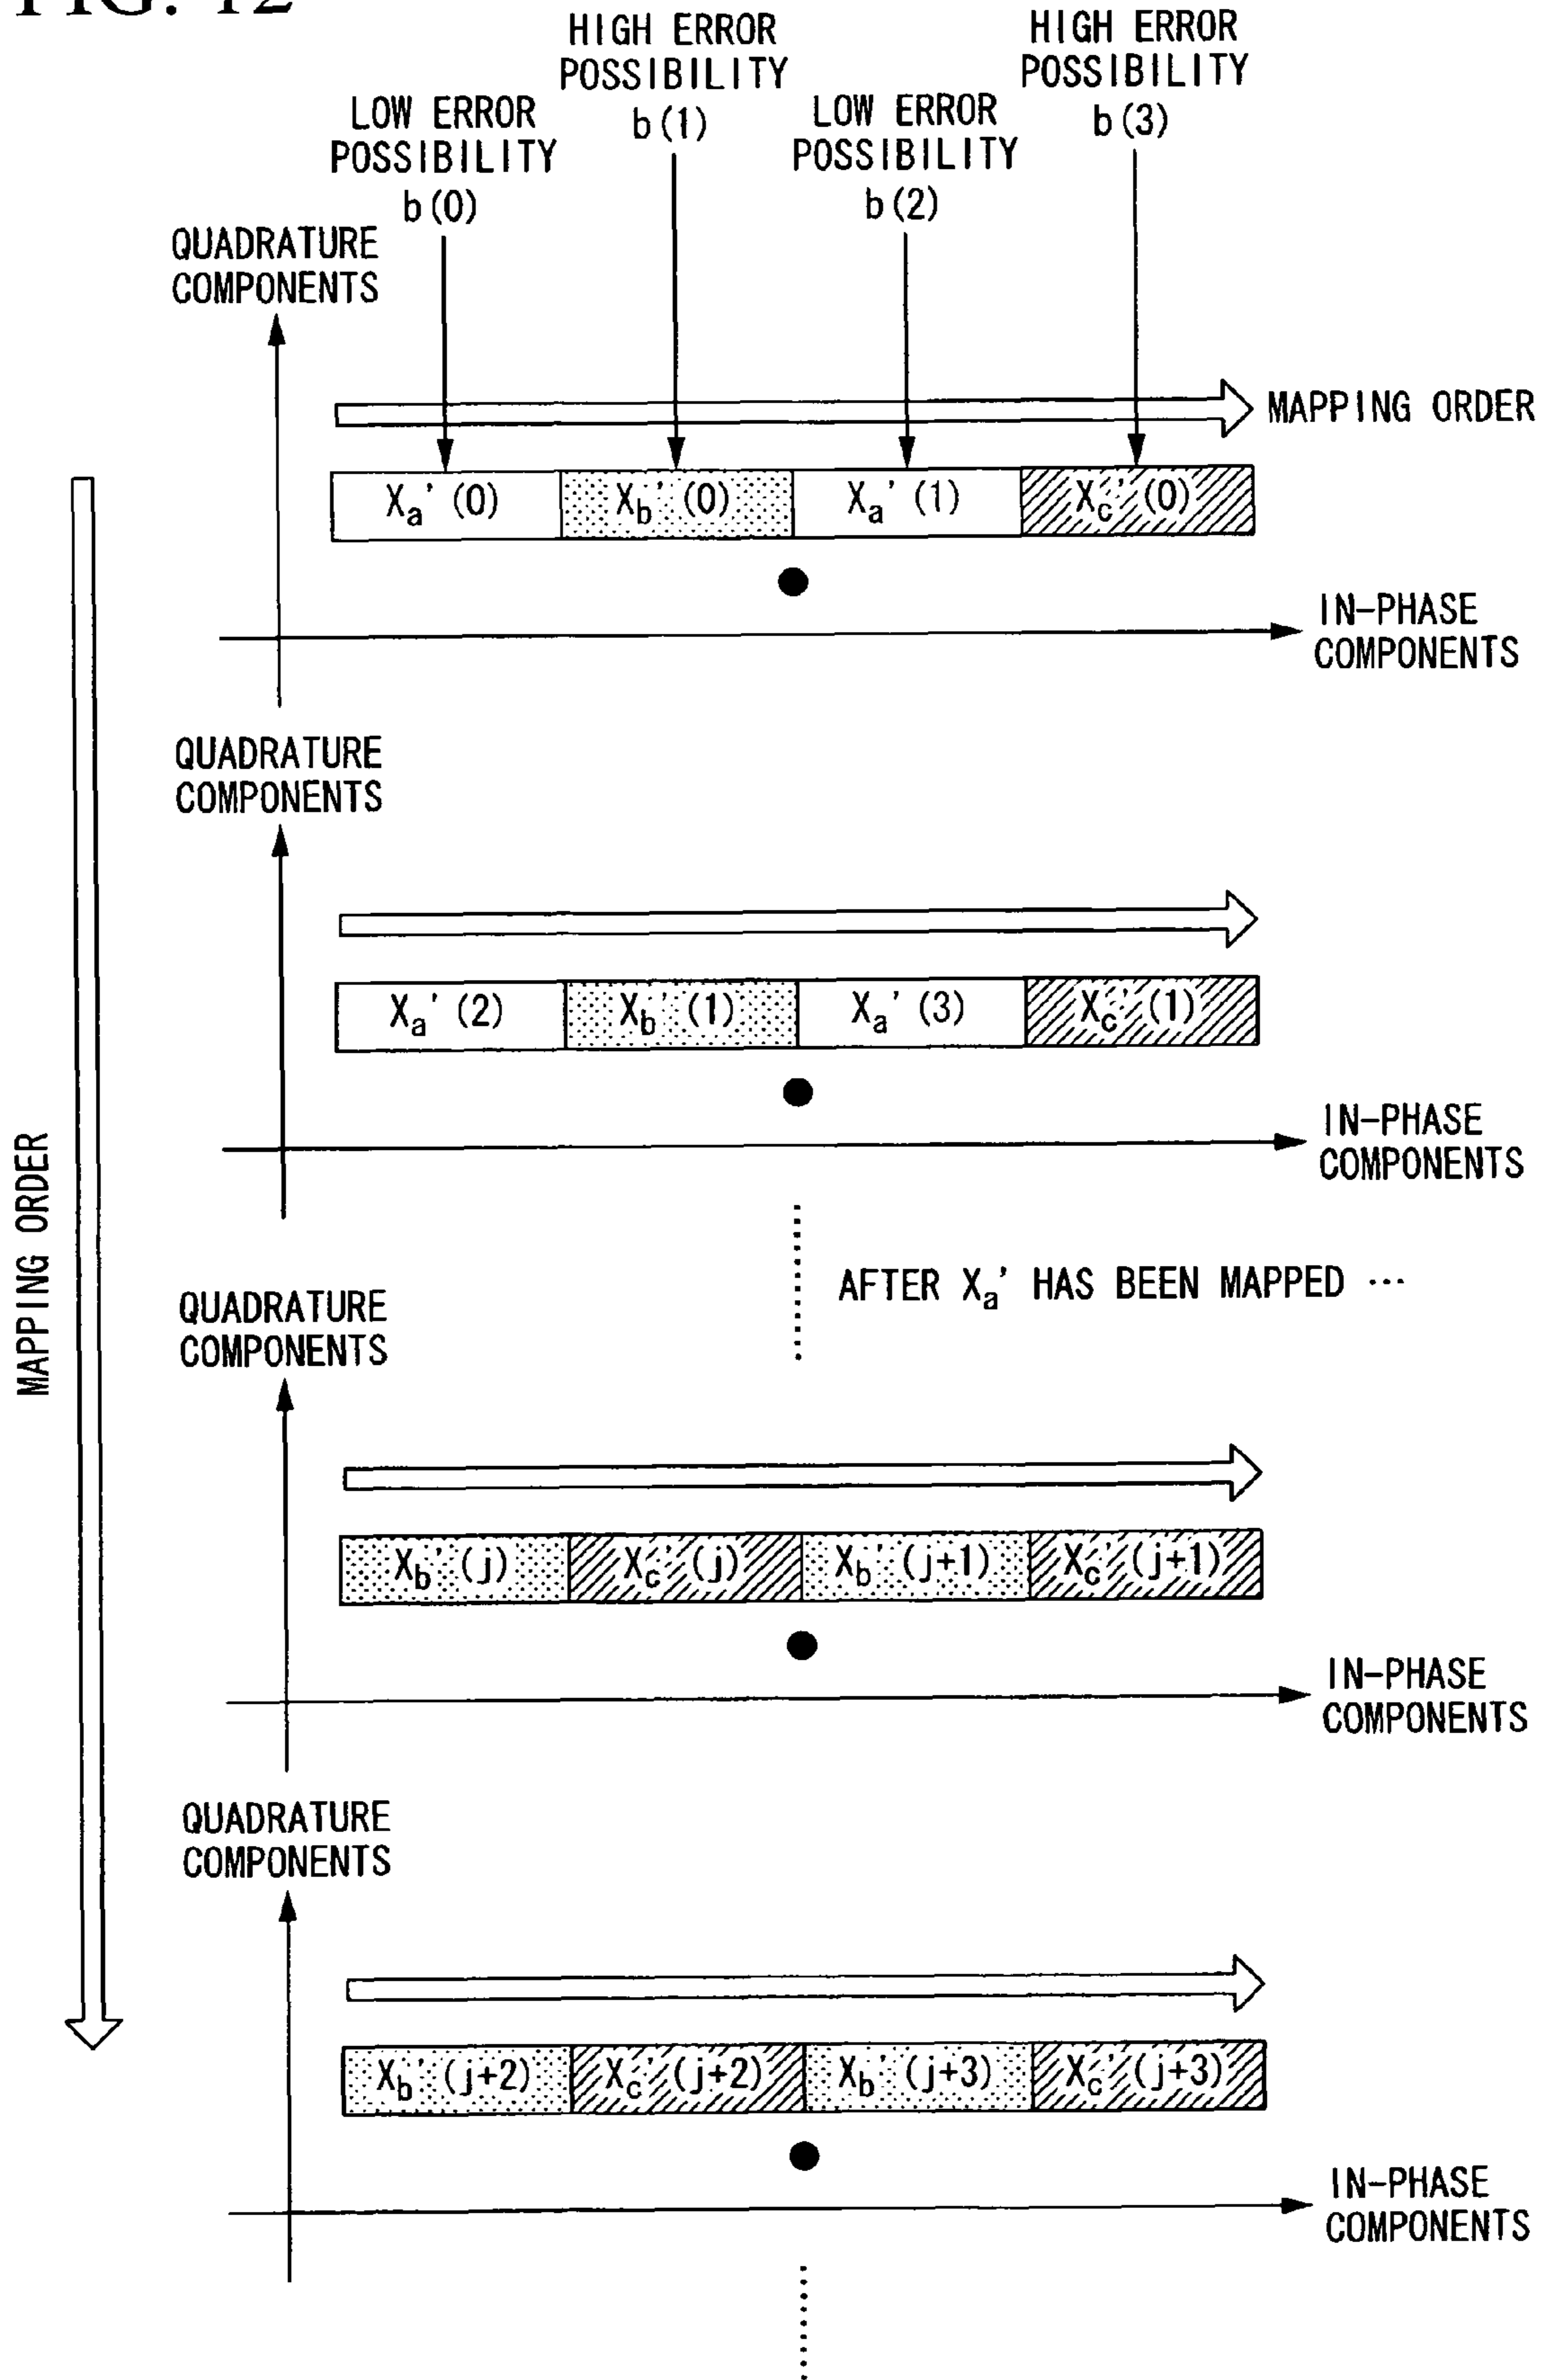 FIG. 12
HIGH ERROR
POSSIBILITY
b(1)
HIGH ERROR
POSSIBILITY
b(3)
LOW ERROR
POSSIBILITY
b(0)
LOW ERROR
POSSIBILITY
b(2)
QUADRATURE
COMPONENTS
MAPPING ORDER
Xa'(0) Xb'(0) Xa'(1) Xc'(0)
IN-PHASE
COMPONENTS
QUADRATURE
COMPONENTS
Xa'(2) Xb'(1) Xa'(3) Xc'(1)
IN-PHASE
COMPONENTS
MAPPING ORDER
AFTER Xa' HAS BEEN MAPPED ···
QUADRATURE
COMPONENTS
Xb'(j) Xc'(j) Xb'(j+1) Xc'(j+1)
IN-PHASE
COMPONENTS
QUADRATURE
COMPONENTS
Xb'(j+2) Xc'(j+2) Xb'(j+3) Xc'(j+3)
IN-PHASE
COMPONENTS